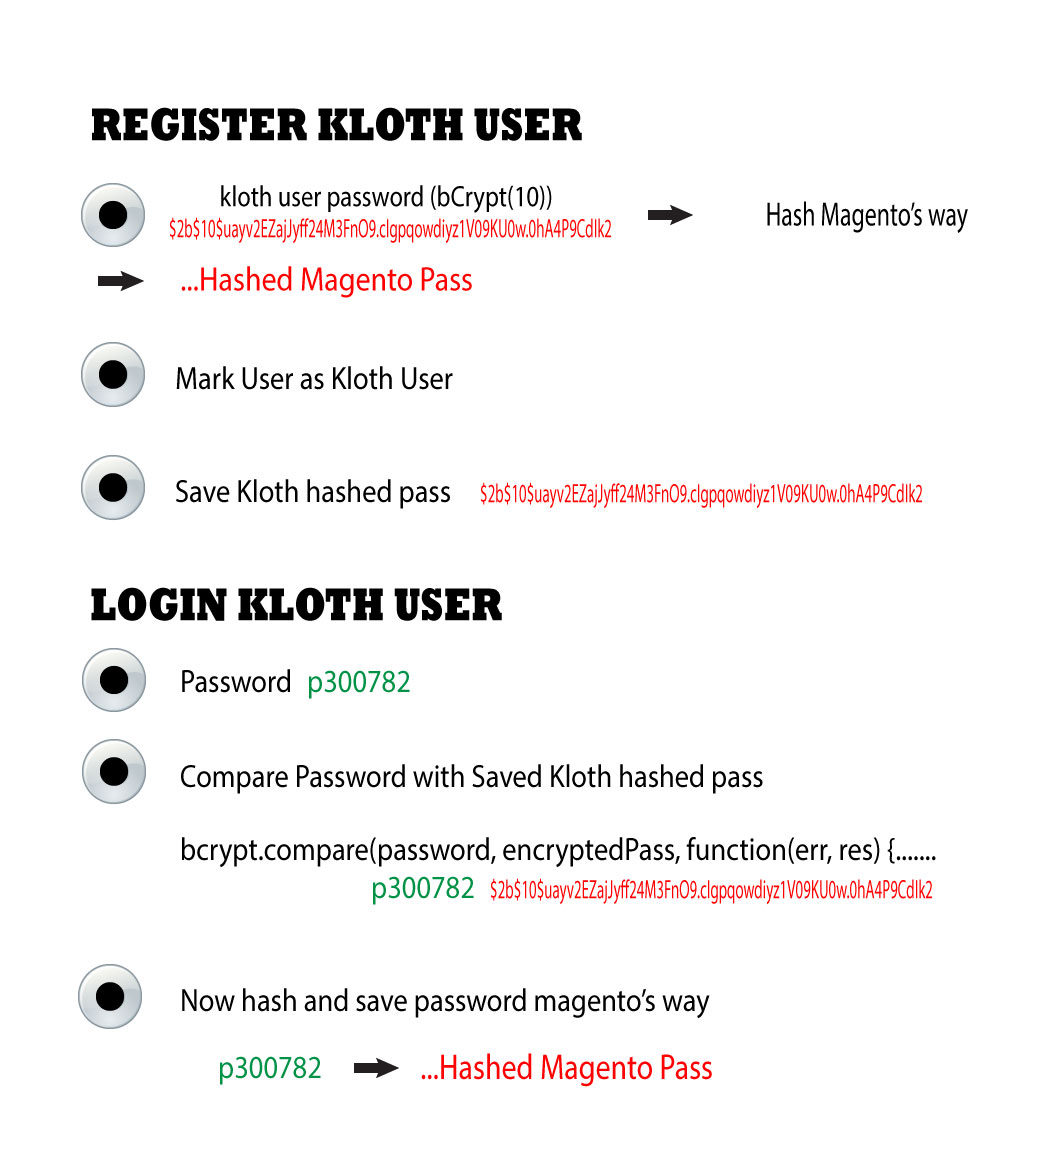 REGISTER KLOTH USER
kloth user password (bCrypt(10))
$2b$10$uayv2EZajJyff24M3FnO9.clgpqowdiyz1V09KU0w.0hA4P9CdIk2
Hash Magento's way
...Hashed Magento Pass
Mark User as Kloth User
Save Kloth hashed pass $2b$10$uayv2EZajJyff24M3FnO9.clgpqowdiyz1V09KU0w.0hA4P9CdIk2
LOGIN KLOTH USER
Password p300782
Compare Password with Saved Kloth hashed pass
bcrypt.compare(password, encryptedPass, function(err, res) {.......
p300782 $2b$10$uayv2EZajJyff24M3FnO9.clgpqowdiyz1V09KU0w.0hA4P9CdIk2
Now hash and save password magento's way
p300782 ...Hashed Magento Pass